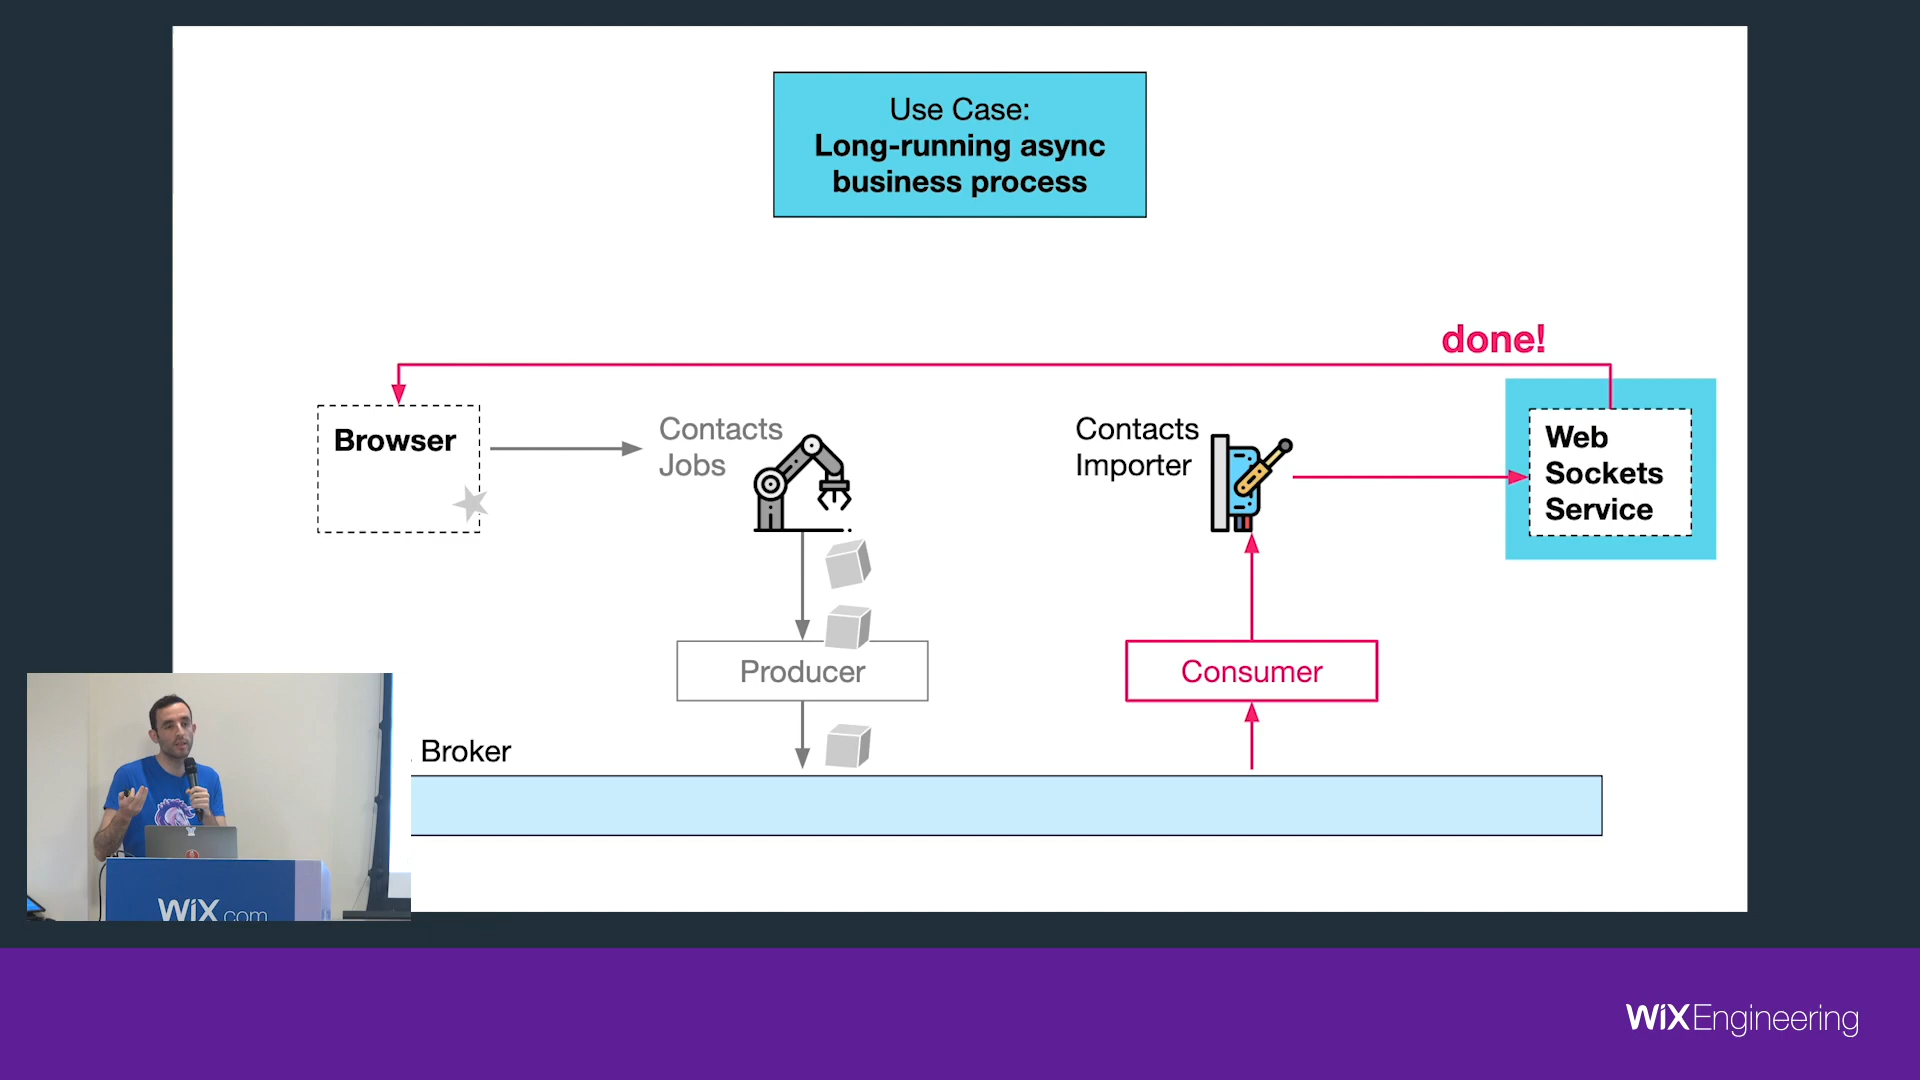 Use Case:
Long-running async
business process
done!
Browser
Contacts
Jobs
Contacts
Importer
Web
Sockets
Service
Producer
Consumer
Broker
WiX.com
WiXEngineering